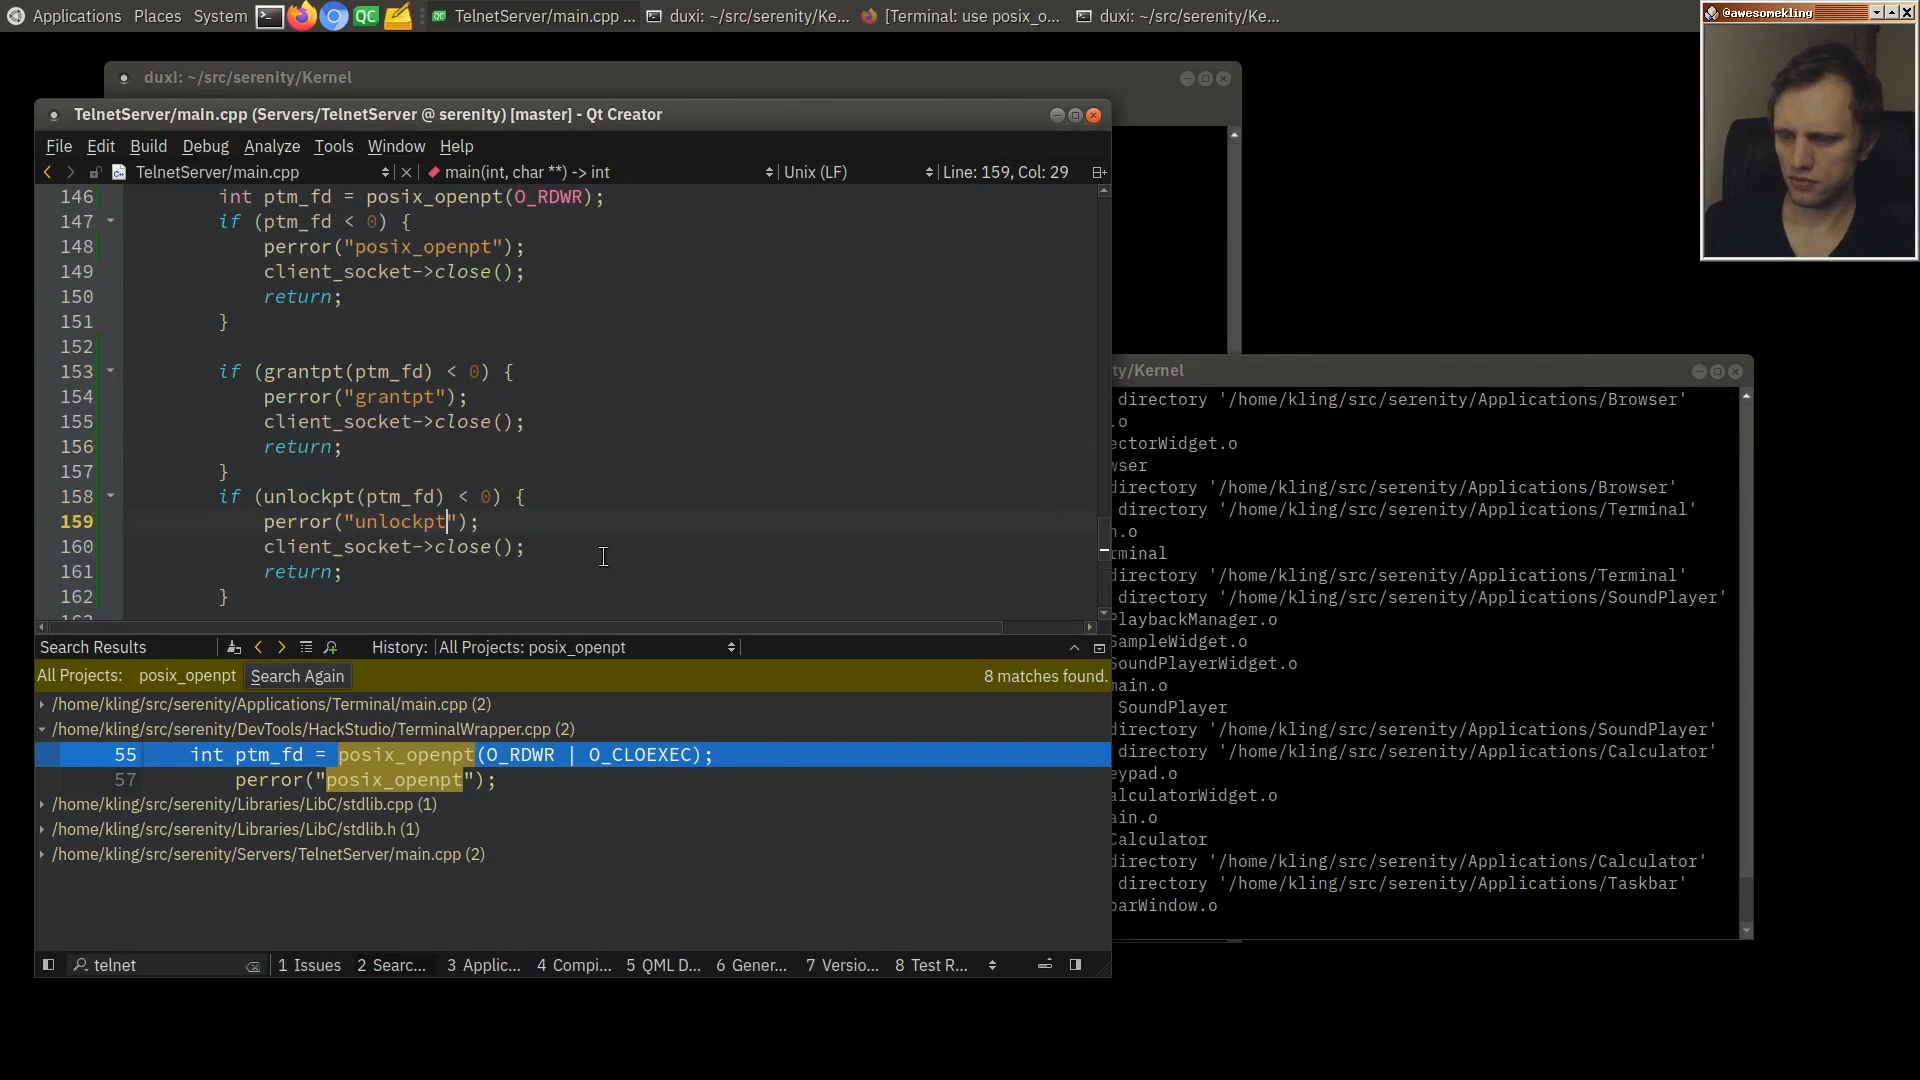 Applications Places System
QC
QC TelnetServer/main.cpp ...
duxi: ~/src/serenity/Ke...
[Terminal: use posix_o...
duxi: ~/src/serenity/Ke...
@awesomekling
duxi: ~/src/serenity/Kernel
TelnetServer/main.cpp (Servers/TelnetServer @ serenity) [master] - Qt Creator
File Edit Build Debug Analyze Tools Window Help
TelnetServer/main.cpp
main(int, char **) -> int
Unix (LF)
Line: 159, Col: 29
146 int ptm_fd = posix_openpt(O_RDWR);
147 if (ptm_fd < 0) {
148 perror("posix_openpt");
149 client_socket->close();
150 return;
151 }
152
153 if (grantpt(ptm_fd) < 0) {
154 perror("grantpt");
155 client_socket->close();
156 return;
157 }
158 if (unlockpt(ptm_fd) < 0) {
159 perror("unlockpt");
160 client_socket->close();
161 return;
162 }
Search Results
History: All Projects: posix_openpt
All Projects: posix_openpt Search Again
8 matches found.
/home/kling/src/serenity/Applications/Terminal/main.cpp (2)
/home/kling/src/serenity/DevTools/HackStudio/TerminalWrapper.cpp (2)
55 int ptm_fd = posix_openpt(O_RDWR | O_CLOEXEC);
57 perror("posix_openpt");
/home/kling/src/serenity/Libraries/LibC/stdlib.cpp (1)
/home/kling/src/serenity/Libraries/LibC/stdlib.h (1)
/home/kling/src/serenity/Servers/TelnetServer/main.cpp (2)
telnet
1 Issues 2 Searc... 3 Applic... 4 Compi... 5 QML D... 6 Gener... 7 Versio... 8 Test R...
ty/Kernel
directory '/home/kling/src/serenity/Applications/Browser'
.o
ectorWidget.o
wser
directory '/home/kling/src/serenity/Applications/Browser'
directory '/home/kling/src/serenity/Applications/Terminal'
n.o
rminal
directory '/home/kling/src/serenity/Applications/Terminal'
directory '/home/kling/src/serenity/Applications/SoundPlayer'
PlaybackManager.o
SampleWidget.o
SoundPlayerWidget.o
main.o
SoundPlayer
directory '/home/kling/src/serenity/Applications/SoundPlayer'
directory '/home/kling/src/serenity/Applications/Calculator'
eypad.o
alculatorWidget.o
ain.o
Calculator
directory '/home/kling/src/serenity/Applications/Calculator'
directory '/home/kling/src/serenity/Applications/Taskbar'
barWindow.o